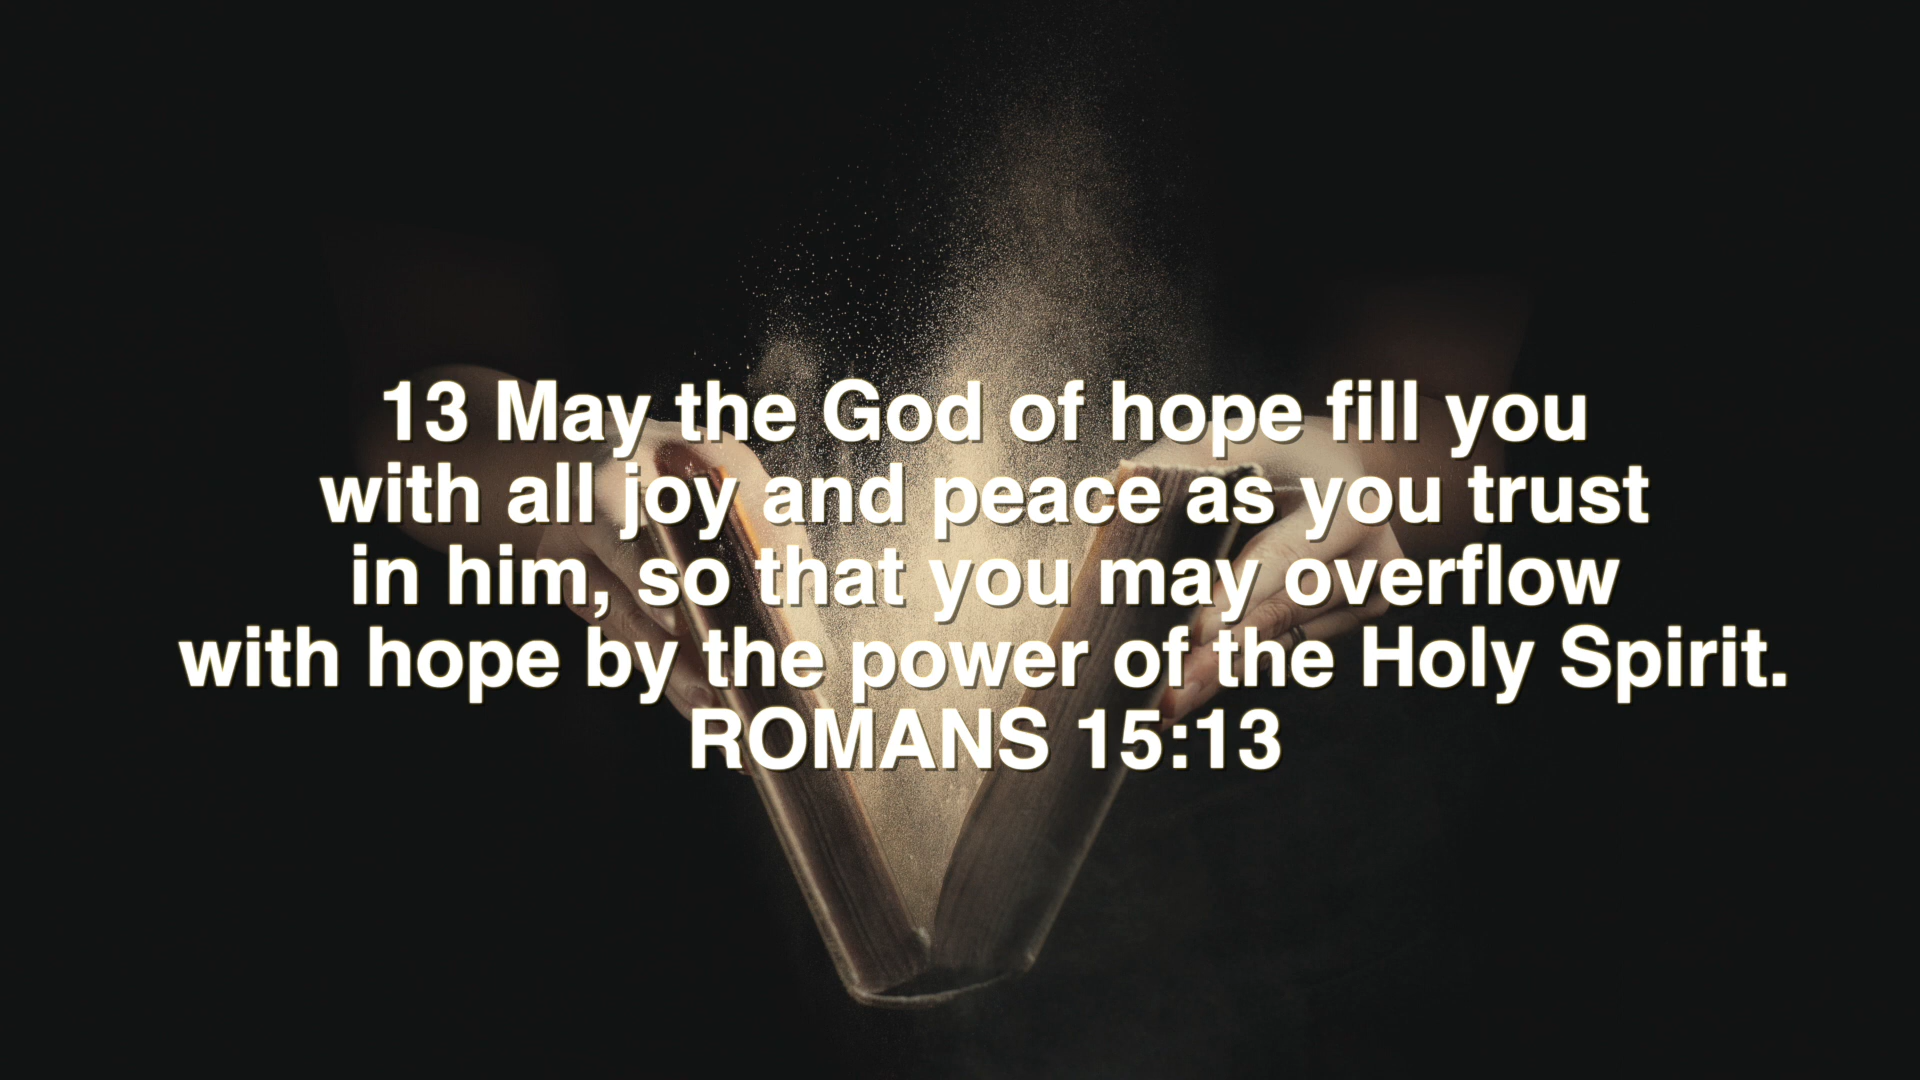 13 May the God of hope fill you
with all joy and peace as you trust
in him, so that you may overflow
with hope by the power of the Holy Spirit.
ROMANS 15:13